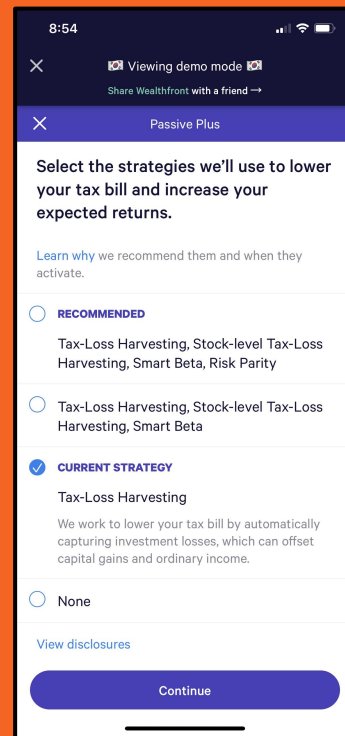 8:54
Viewing demo mode
Share Wealthfront with a friend →
Passive Plus
Select the strategies we'll use to lower
your tax bill and increase your
expected returns.
Learn why we recommend them and when they
activate.
RECOMMENDED
Tax-Loss Harvesting, Stock-level Tax-Loss
Harvesting, Smart Beta, Risk Parity
Tax-Loss Harvesting, Stock-level Tax-Loss
Harvesting, Smart Beta
CURRENT STRATEGY
Tax-Loss Harvesting
We work to lower your tax bill by automatically
capturing investment losses, which can offset
capital gains and ordinary income.
None
View disclosures
Continue